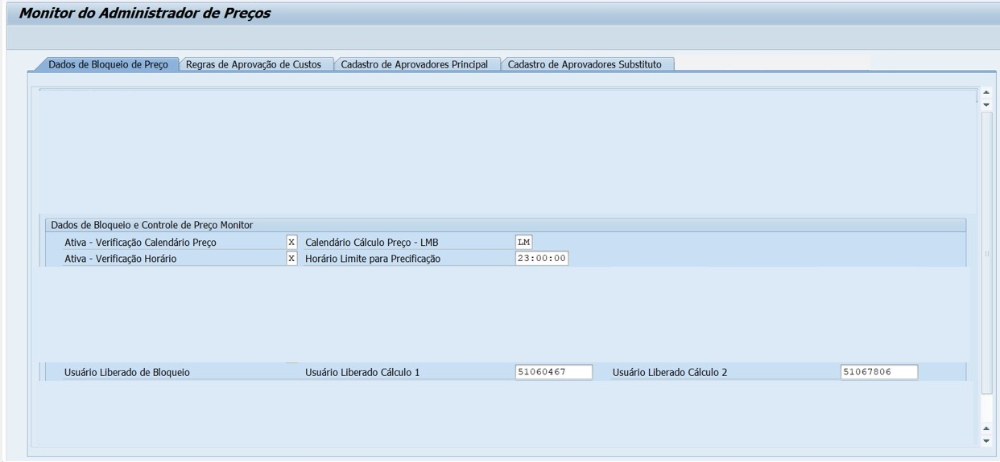 Monitor do Administrador de Preços
Dados de Bloqueio de Preço Regras de Aprovação de Custos Cadastro de Aprovadores Principal Cadastro de Aprovadores Substituto
Dados de Bloqueio e Controle de Preço Monitor
Ativa - Verificação Calendário Preço X Calendário Cálculo Preço - LMB LM
Ativa - Verificação Horário X Horário Limite para Precificação 23:00:00
Usuário Liberado de Bloqueio Usuário Liberado Cálculo 1 51060467 Usuário Liberado Cálculo 2 51067806